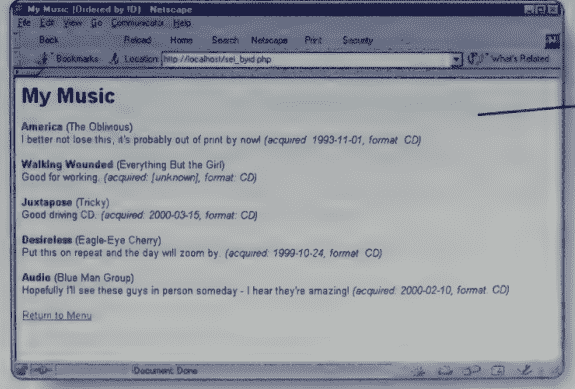 My Music [Ordered by ID] Netscape
File Edit View Go Communicator Help
Back Reload Home Search Netscape Print Security
Bookmarks Location: http://localhost/sel_byid.php What's Related
My Music
America (The Oblivious)
I better not lose this, it's probably out of print by now! (acquired 1993-11-01, format CD)
Walking Wounded (Everything But the Girl)
Good for working. (acquired: [unknown], format: CD)
Juxtapose (Tricky)
Good driving CD. (acquired: 2000-03-15, format: CD)
Desireless (Eagle-Eye Cherry)
Put this on repeat and the day will zoom by. (acquired: 1999-10-24, format CD)
Audio (Blue Man Group)
Hopefully I'll see these guys in person someday - I hear they're amazing! (acquired: 2000-02-10, format: CD)
Return to Menu
Document: Done